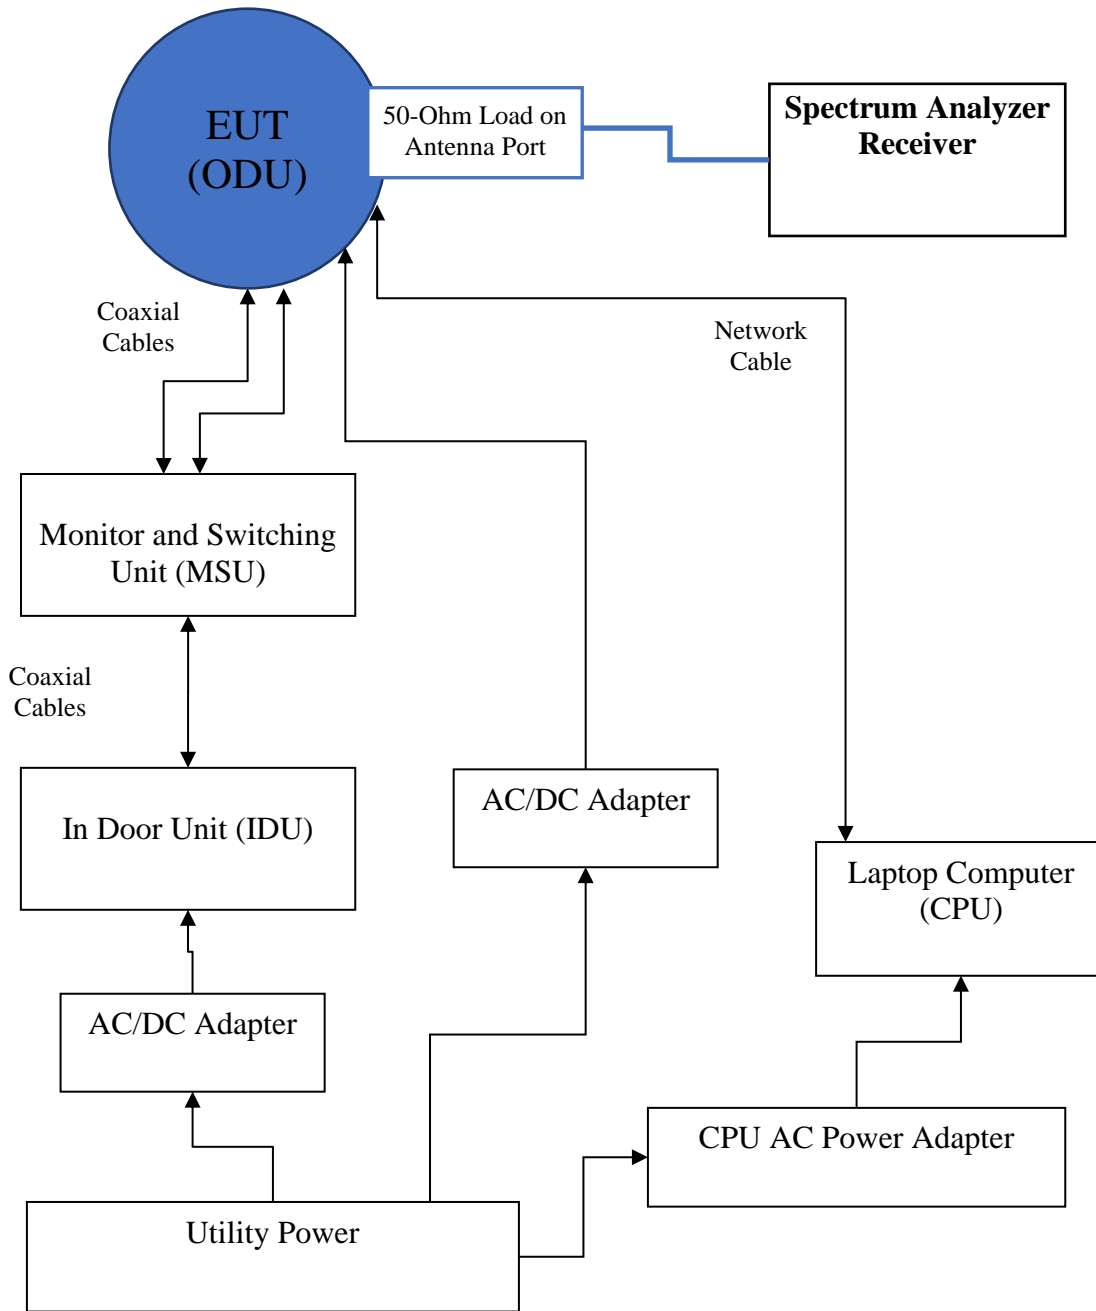 EUT
(ODU)
50-Ohm Load on
Antenna Port
Spectrum Analyzer
Receiver
Coaxial
Cables
Network
Cable
Monitor and Switching
Unit (MSU)
Coaxial
Cables
In Door Unit (IDU)
AC/DC Adapter
Laptop Computer
(CPU)
AC/DC Adapter
CPU AC Power Adapter
Utility Power